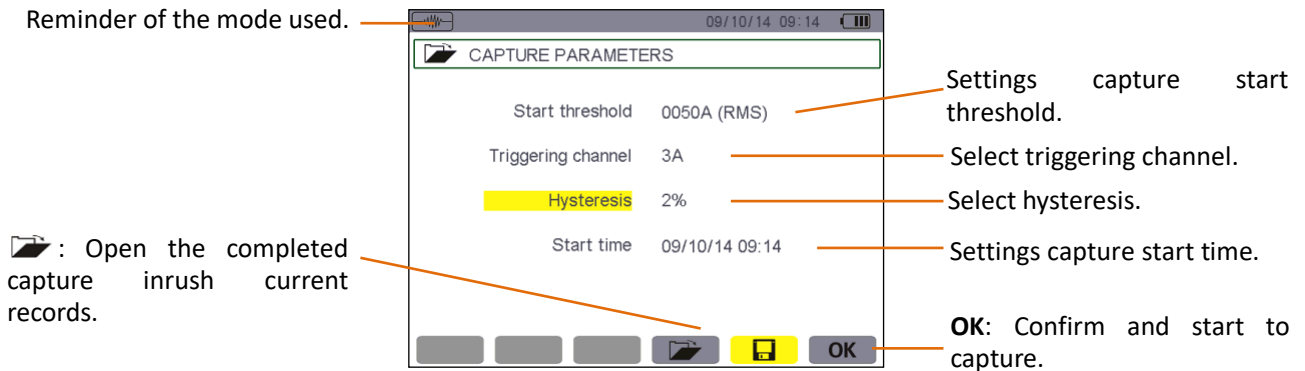 Reminder of the mode used.
09/10/14 09:14
CAPTURE PARAMETERS
Start threshold 0050A (RMS)
Settings capture start
threshold.
Triggering channel 3A
Select triggering channel.
Hysteresis 2%
Select hysteresis.
Start time 09/10/14 09:14
Settings capture start time.
: Open the completed
capture inrush current
records.
OK
OK: Confirm and start to
capture.